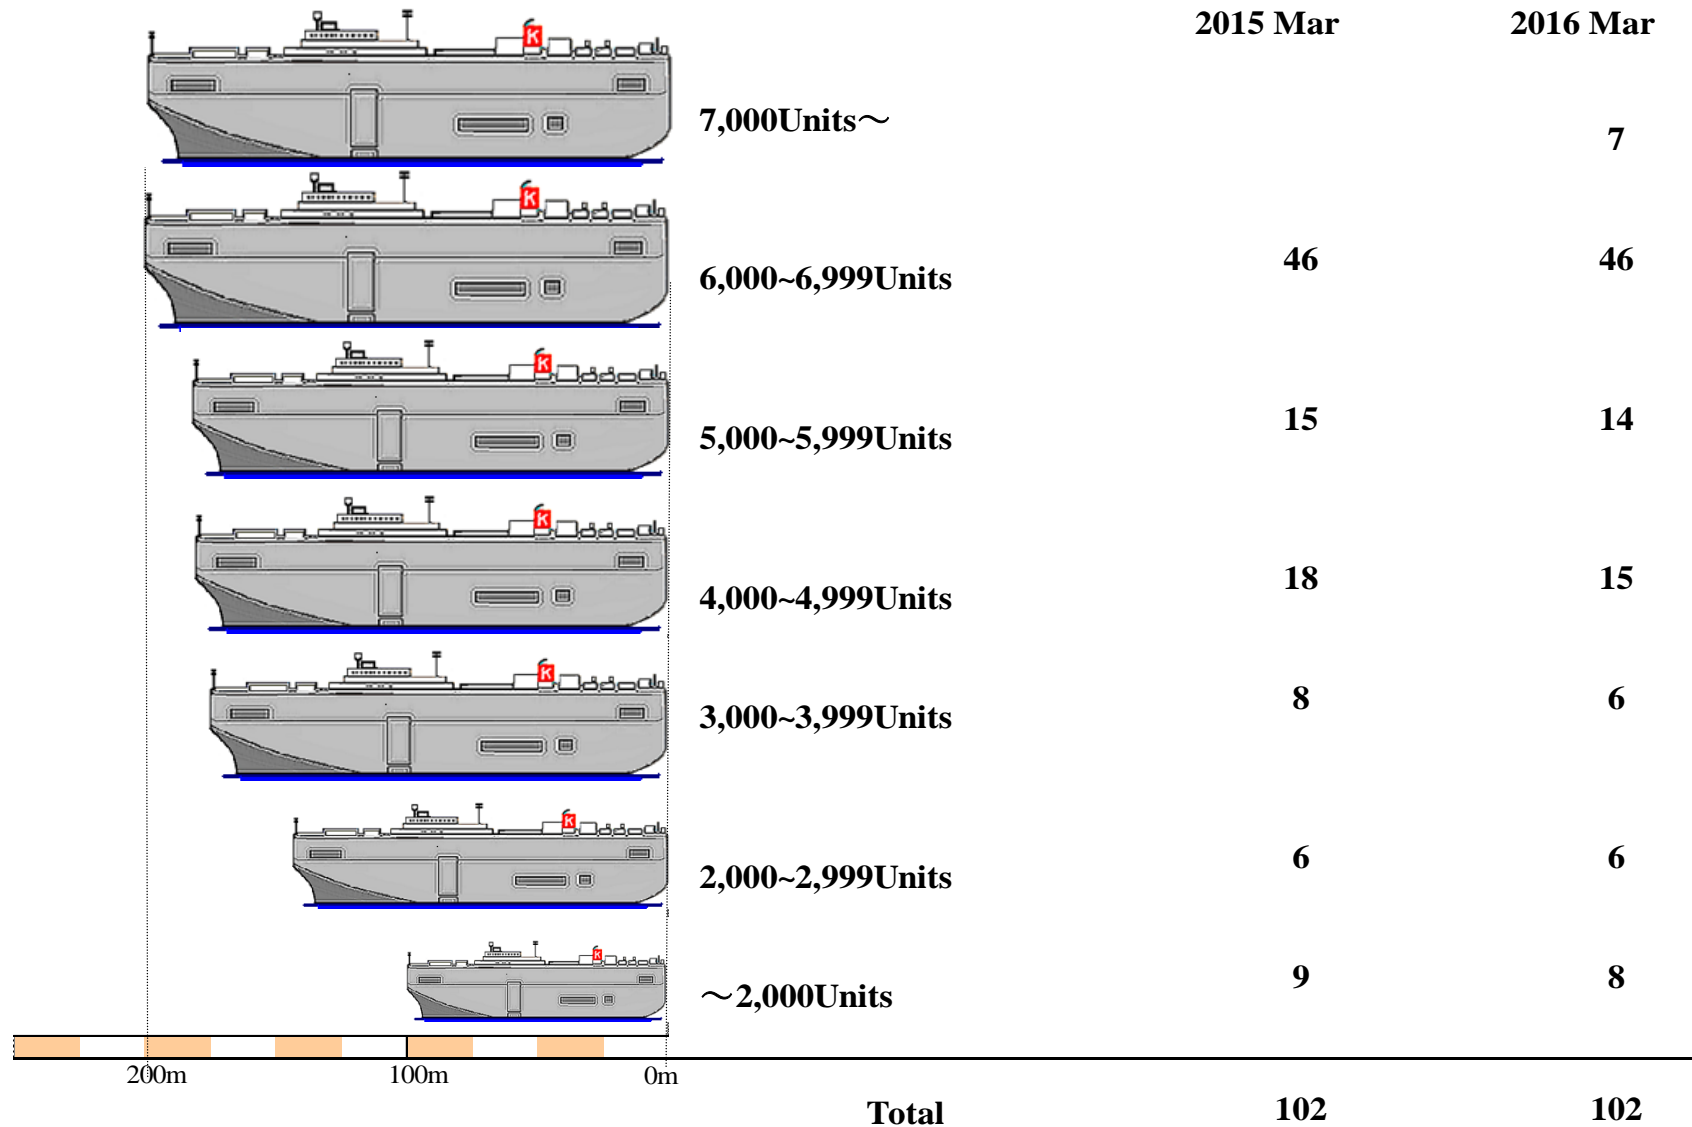 2015 Mar 2016 Mar
K
7,000Units～ 7
K
6,000~6,999Units 46 46
K
5,000~5,999Units 15 14
K
4,000~4,999Units 18 15
K
3,000~3,999Units 8 6
K
2,000~2,999Units 6 6
K
～2,000Units 9 8
200m 100m 0m
Total 102 102